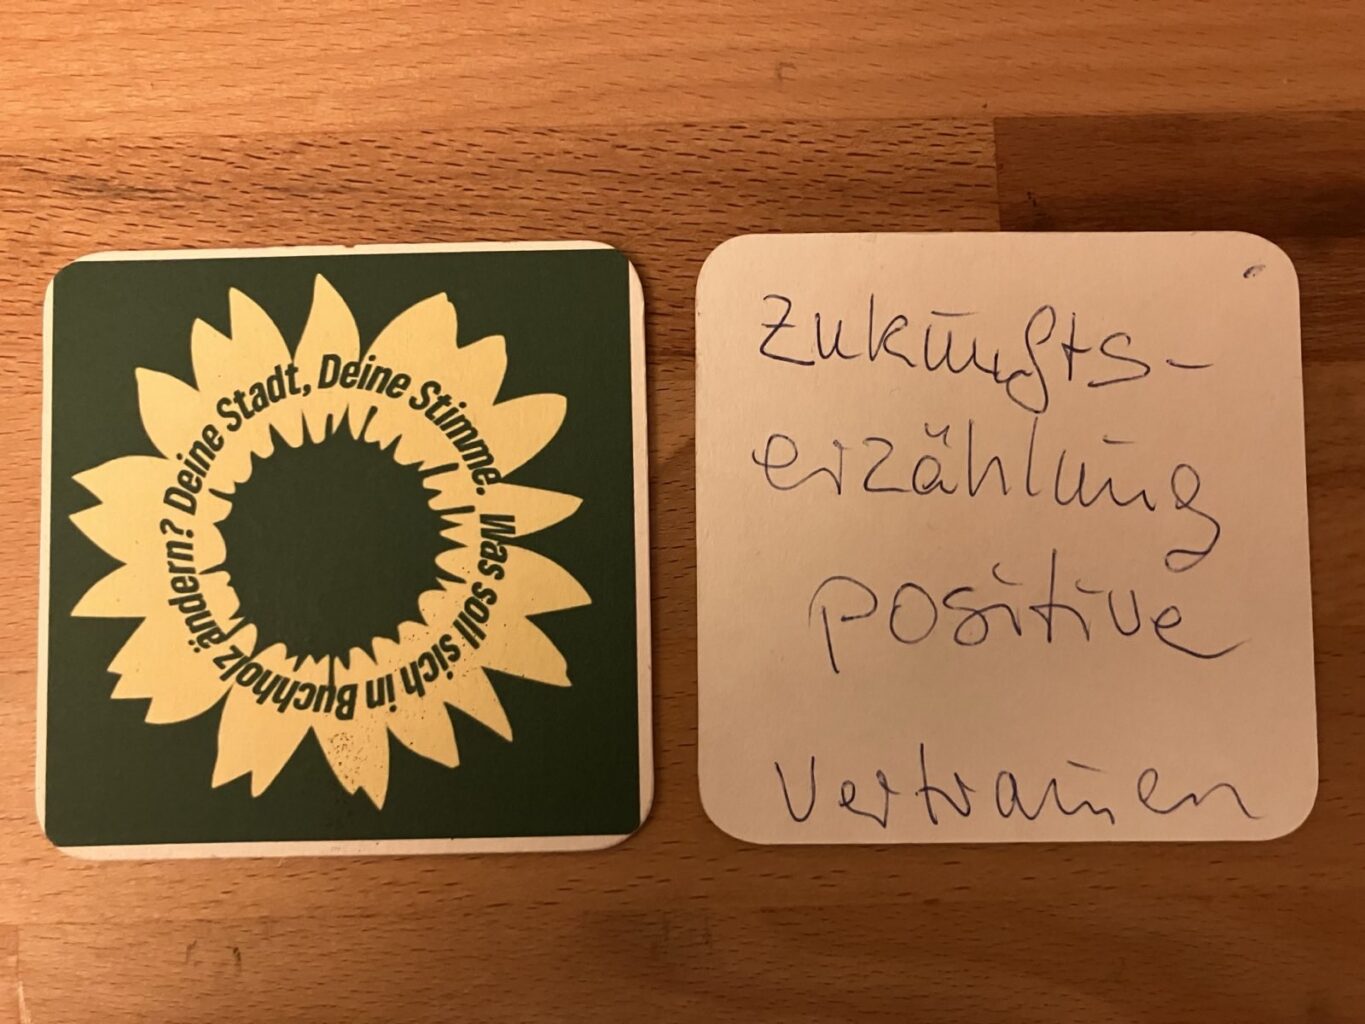 Deine Stadt, Deine Stimme. Was soll sich in Buchholz ändern?
Zukunfts-
erzählung
positive
Vertrauen